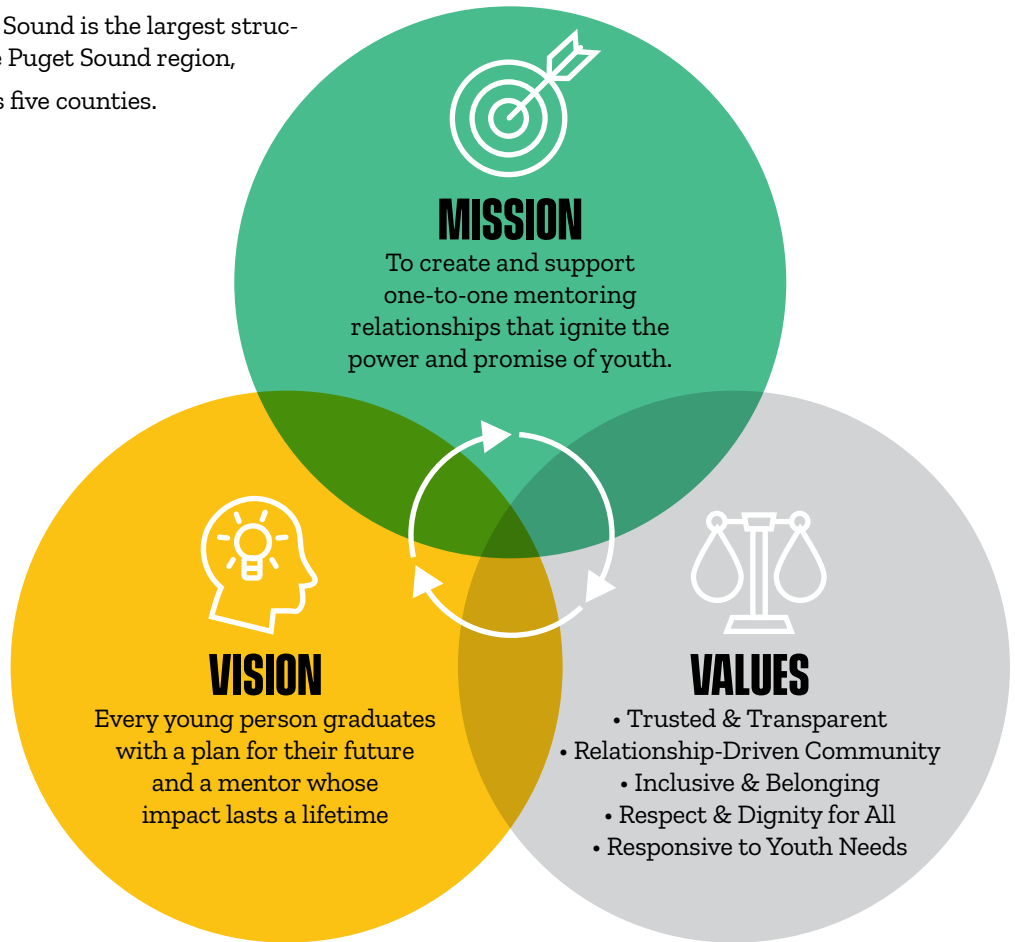 Sound is the largest struc-
Puget Sound region,
five counties.
MISSION
To create and support
one-to-one mentoring
relationships that ignite the
power and promise of youth.
VISION
Every young person graduates
with a plan for their future
and a mentor whose
impact lasts a lifetime
VALUES
• Trusted & Transparent
• Relationship-Driven Community
• Inclusive & Belonging
• Respect & Dignity for All
• Responsive to Youth Needs